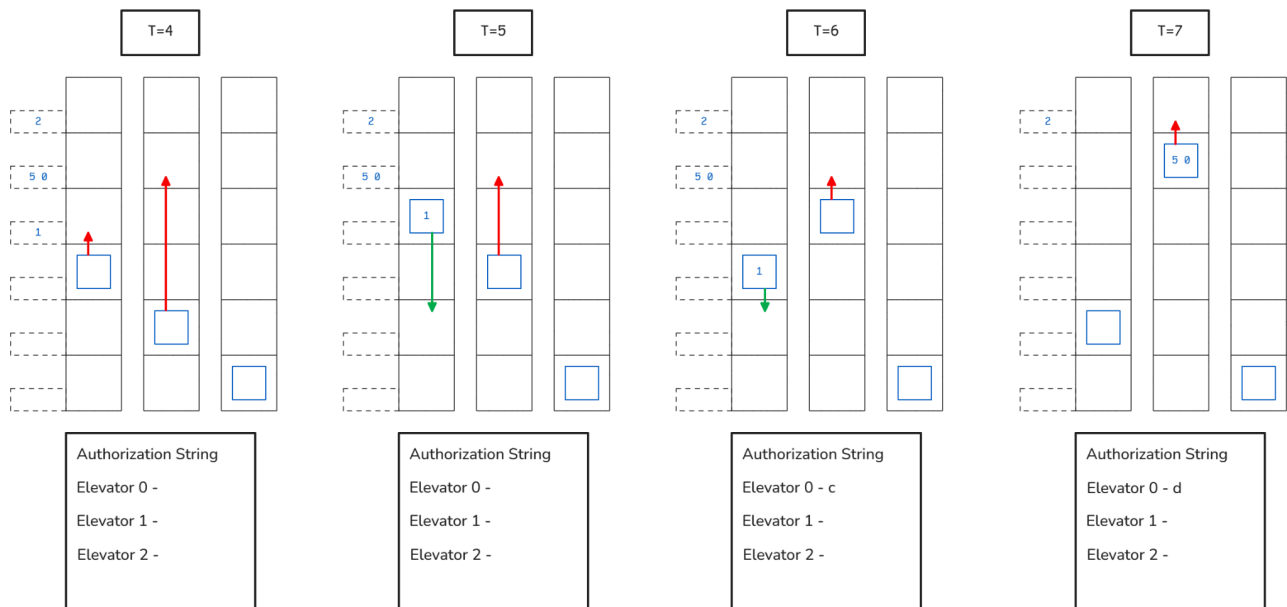 T=4
2
5 0
1
Authorization String
Elevator 0 -
Elevator 1 -
Elevator 2 -
T=5
2
5 0
1
Authorization String
Elevator 0 -
Elevator 1 -
Elevator 2 -
T=6
2
5 0
1
Authorization String
Elevator 0 - c
Elevator 1 -
Elevator 2 -
T=7
2
5 0
Authorization String
Elevator 0 - d
Elevator 1 -
Elevator 2 -